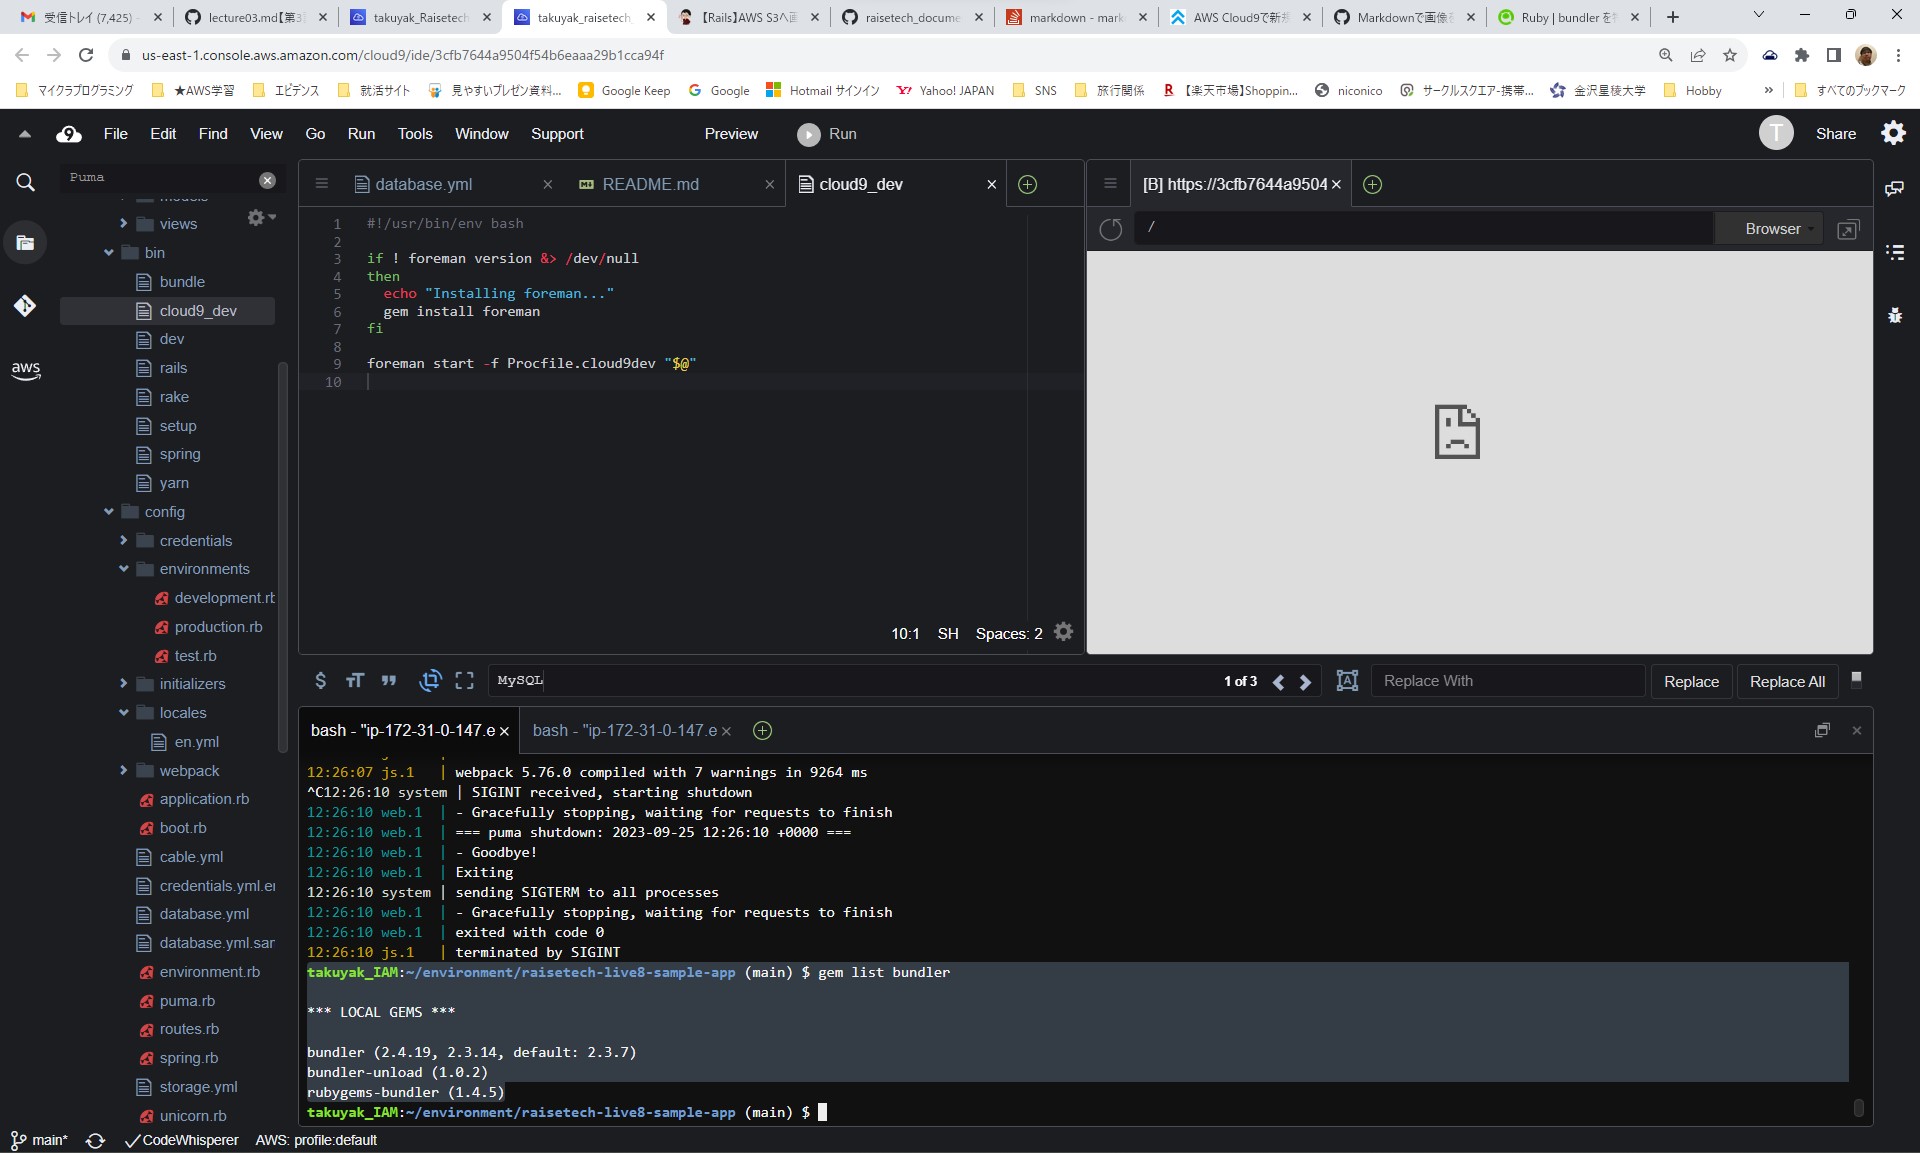 受信トレイ (7,425)
lecture03.md【第3
takuyak_Raisetech
takuyak_raisetech
【Rails】AWS S3へ画
raisetech_docume
markdown - mark
AWS Cloud9で新規
Markdownで画像を
Ruby | bundler を
us-east-1.console.aws.amazon.com/cloud9/ide/3cfb7644a9504f54b6eaaa29b1cca94f
マイクラプログラミング
★AWS学習
エビデンス
就活サイト
見やすいプレゼン資料...
Google Keep
Google
Hotmail サインイン
Yahoo! JAPAN
SNS
旅行関係
【楽天市場】Shoppin...
niconico
サークルスクエア-携帯...
金沢星稜大学
Hobby
»
すべてのブックマーク
File Edit Find View Go Run Tools Window Support
Preview
Run
T
Share
Puma
models
views
bin
bundle
cloud9_dev
dev
rails
rake
setup
spring
yarn
config
credentials
environments
development.rb
production.rb
test.rb
initializers
locales
en.yml
webpack
application.rb
boot.rb
cable.yml
credentials.yml.en
database.yml
database.yml.sam
environment.rb
puma.rb
routes.rb
spring.rb
storage.yml
unicorn.rb
aws
database.yml
README.md
cloud9_dev
1 #!/usr/bin/env bash
2
3 if ! foreman version &> /dev/null
4 then
5 echo "Installing foreman..."
6 gem install foreman
7 fi
8
9 foreman start -f Procfile.cloud9dev "$@"
10
10:1 SH Spaces: 2
[B] https://3cfb7644a9504
/
Browser
MySQL
1 of 3
Replace With
Replace
Replace All
bash - "ip-172-31-0-147.e
bash - "ip-172-31-0-147.e
12:26:07 js.1 | webpack 5.76.0 compiled with 7 warnings in 9264 ms
^C12:26:10 system | SIGINT received, starting shutdown
12:26:10 web.1 | - Gracefully stopping, waiting for requests to finish
12:26:10 web.1 | === puma shutdown: 2023-09-25 12:26:10 +0000 ===
12:26:10 web.1 | - Goodbye!
12:26:10 web.1 | Exiting
12:26:10 system | sending SIGTERM to all processes
12:26:10 web.1 | - Gracefully stopping, waiting for requests to finish
12:26:10 web.1 | exited with code 0
12:26:10 js.1 | terminated by SIGINT
takuyak_IAM:~/environment/raisetech-live8-sample-app (main) $ gem list bundler
*** LOCAL GEMS ***
bundler (2.4.19, 2.3.14, default: 2.3.7)
bundler-unload (1.0.2)
rubygems-bundler (1.4.5)
takuyak_IAM:~/environment/raisetech-live8-sample-app (main) $
main*
CodeWhisperer
AWS: profile:default